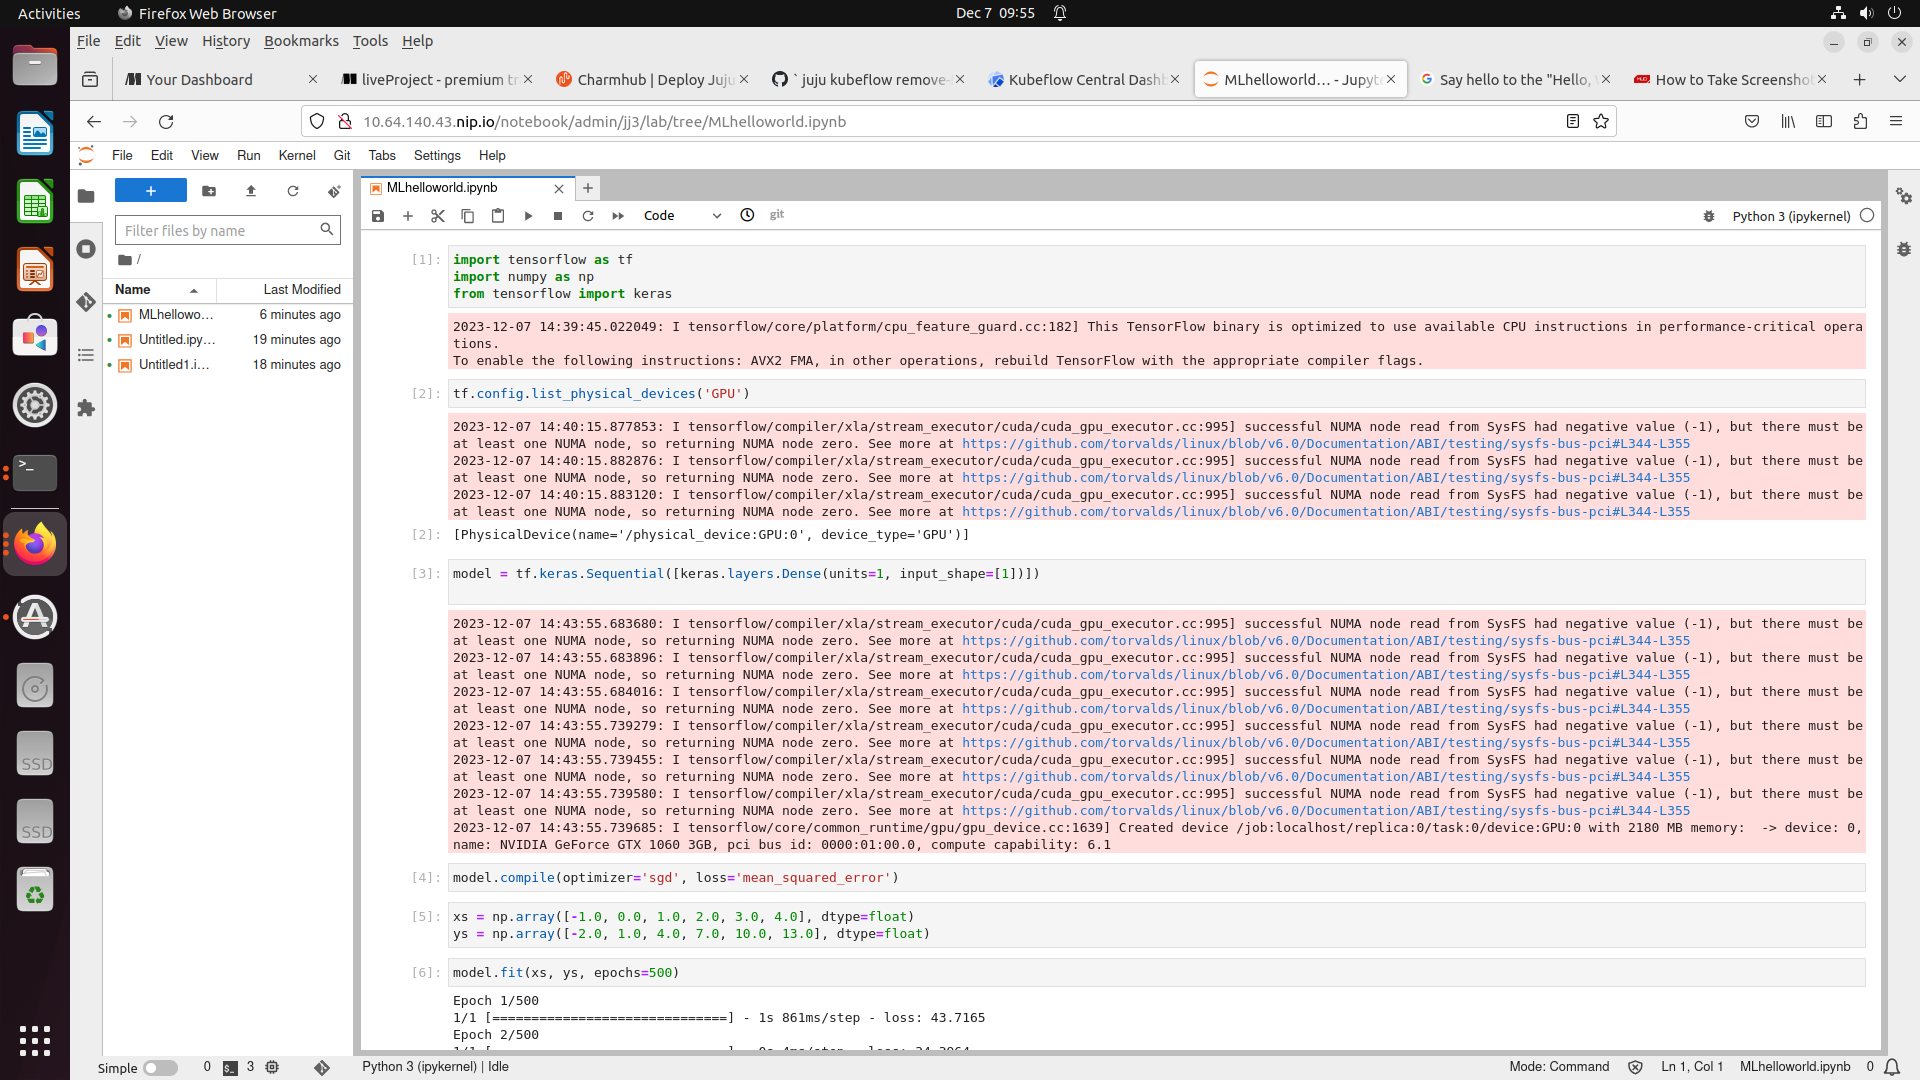 Activities
Firefox Web Browser
Dec 7 09:55
File Edit View History Bookmarks Tools Help
Your Dashboard
liveProject - premium tr
Charmhub | Deploy Juju
` juju kubeflow remove-
Kubeflow Central Dashb
MLhelloworld… - Jupyte
Say hello to the "Hello,
How to Take Screenshot
10.64.140.43.nip.io/notebook/admin/jj3/lab/tree/MLhelloworld.ipynb
File Edit View Run Kernel Git Tabs Settings Help
MLhelloworld.ipynb
Filter files by name
Code
git
Python 3 (ipykernel)
/
Name Last Modified
MLhellowo… 6 minutes ago
Untitled.ipy… 19 minutes ago
Untitled1.i… 18 minutes ago
[1]: import tensorflow as tf
import numpy as np
from tensorflow import keras
2023-12-07 14:39:45.022049: I tensorflow/core/platform/cpu_feature_guard.cc:182] This TensorFlow binary is optimized to use available CPU instructions in performance-critical opera
tions.
To enable the following instructions: AVX2 FMA, in other operations, rebuild TensorFlow with the appropriate compiler flags.
[2]: tf.config.list_physical_devices('GPU')
2023-12-07 14:40:15.877853: I tensorflow/compiler/xla/stream_executor/cuda/cuda_gpu_executor.cc:995] successful NUMA node read from SysFS had negative value (-1), but there must be
at least one NUMA node, so returning NUMA node zero. See more at https://github.com/torvalds/linux/blob/v6.0/Documentation/ABI/testing/sysfs-bus-pci#L344-L355
2023-12-07 14:40:15.882876: I tensorflow/compiler/xla/stream_executor/cuda/cuda_gpu_executor.cc:995] successful NUMA node read from SysFS had negative value (-1), but there must be
at least one NUMA node, so returning NUMA node zero. See more at https://github.com/torvalds/linux/blob/v6.0/Documentation/ABI/testing/sysfs-bus-pci#L344-L355
2023-12-07 14:40:15.883120: I tensorflow/compiler/xla/stream_executor/cuda/cuda_gpu_executor.cc:995] successful NUMA node read from SysFS had negative value (-1), but there must be
at least one NUMA node, so returning NUMA node zero. See more at https://github.com/torvalds/linux/blob/v6.0/Documentation/ABI/testing/sysfs-bus-pci#L344-L355
[2]: [PhysicalDevice(name='/physical_device:GPU:0', device_type='GPU')]
[3]: model = tf.keras.Sequential([keras.layers.Dense(units=1, input_shape=[1])])
2023-12-07 14:43:55.683680: I tensorflow/compiler/xla/stream_executor/cuda/cuda_gpu_executor.cc:995] successful NUMA node read from SysFS had negative value (-1), but there must be
at least one NUMA node, so returning NUMA node zero. See more at https://github.com/torvalds/linux/blob/v6.0/Documentation/ABI/testing/sysfs-bus-pci#L344-L355
2023-12-07 14:43:55.683896: I tensorflow/compiler/xla/stream_executor/cuda/cuda_gpu_executor.cc:995] successful NUMA node read from SysFS had negative value (-1), but there must be
at least one NUMA node, so returning NUMA node zero. See more at https://github.com/torvalds/linux/blob/v6.0/Documentation/ABI/testing/sysfs-bus-pci#L344-L355
2023-12-07 14:43:55.684016: I tensorflow/compiler/xla/stream_executor/cuda/cuda_gpu_executor.cc:995] successful NUMA node read from SysFS had negative value (-1), but there must be
at least one NUMA node, so returning NUMA node zero. See more at https://github.com/torvalds/linux/blob/v6.0/Documentation/ABI/testing/sysfs-bus-pci#L344-L355
2023-12-07 14:43:55.739279: I tensorflow/compiler/xla/stream_executor/cuda/cuda_gpu_executor.cc:995] successful NUMA node read from SysFS had negative value (-1), but there must be
at least one NUMA node, so returning NUMA node zero. See more at https://github.com/torvalds/linux/blob/v6.0/Documentation/ABI/testing/sysfs-bus-pci#L344-L355
2023-12-07 14:43:55.739455: I tensorflow/compiler/xla/stream_executor/cuda/cuda_gpu_executor.cc:995] successful NUMA node read from SysFS had negative value (-1), but there must be
at least one NUMA node, so returning NUMA node zero. See more at https://github.com/torvalds/linux/blob/v6.0/Documentation/ABI/testing/sysfs-bus-pci#L344-L355
2023-12-07 14:43:55.739580: I tensorflow/compiler/xla/stream_executor/cuda/cuda_gpu_executor.cc:995] successful NUMA node read from SysFS had negative value (-1), but there must be
at least one NUMA node, so returning NUMA node zero. See more at https://github.com/torvalds/linux/blob/v6.0/Documentation/ABI/testing/sysfs-bus-pci#L344-L355
2023-12-07 14:43:55.739685: I tensorflow/core/common_runtime/gpu/gpu_device.cc:1639] Created device /job:localhost/replica:0/task:0/device:GPU:0 with 2180 MB memory:  -> device: 0,
name: NVIDIA GeForce GTX 1060 3GB, pci bus id: 0000:01:00.0, compute capability: 6.1
[4]: model.compile(optimizer='sgd', loss='mean_squared_error')
[5]: xs = np.array([-1.0, 0.0, 1.0, 2.0, 3.0, 4.0], dtype=float)
ys = np.array([-2.0, 1.0, 4.0, 7.0, 10.0, 13.0], dtype=float)
[6]: model.fit(xs, ys, epochs=500)
Epoch 1/500
1/1 [==============================] - 1s 861ms/step - loss: 43.7165
Epoch 2/500
SSD
SSD
Simple 0 3 Python 3 (ipykernel) | Idle Mode: Command Ln 1, Col 1 MLhelloworld.ipynb 0